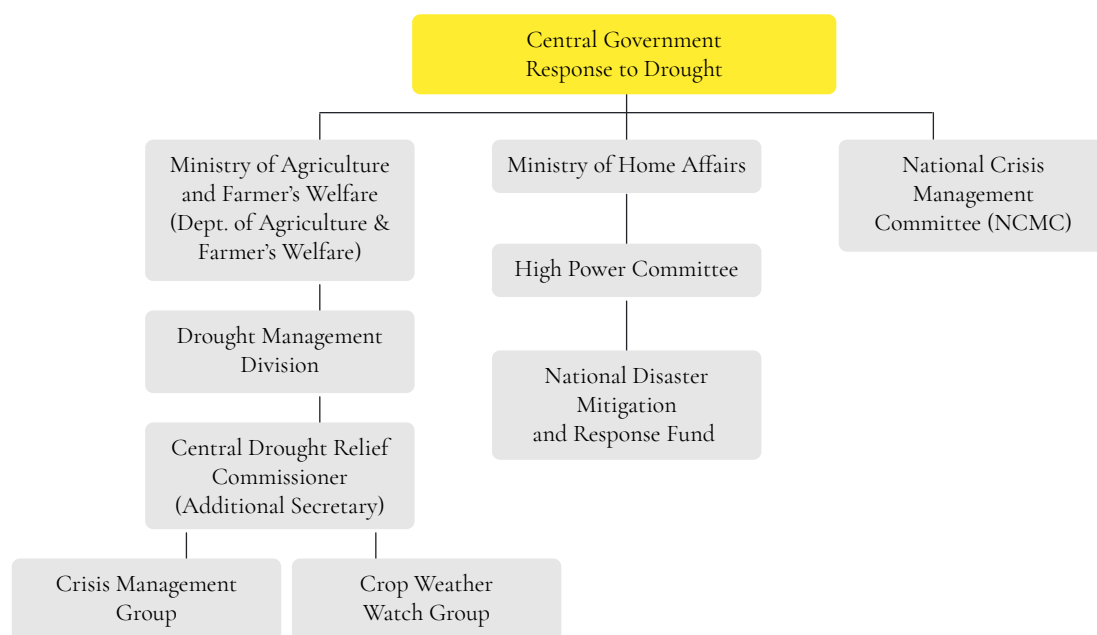 Central Government
Response to Drought
Ministry of Agriculture
and Farmer’s Welfare
(Dept. of Agriculture &
Farmer’s Welfare)
Ministry of Home Affairs
National Crisis
Management
Committee (NCMC)
High Power Committee
Drought Management
Division
National Disaster
Mitigation
and Response Fund
Central Drought Relief
Commissioner
(Additional Secretary)
Crisis Management
Group
Crop Weather
Watch Group